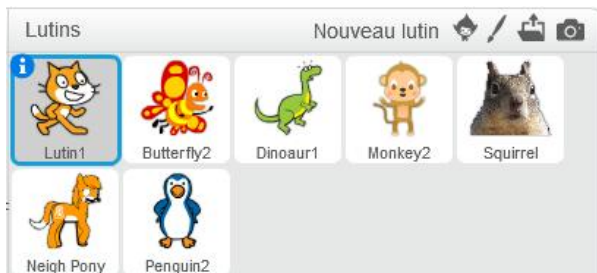 Lutins Nouveau lutin
Lutin1 Butterfly2 Dinoaur1 Monkey2 Squirrel
Neigh Pony Penguin2